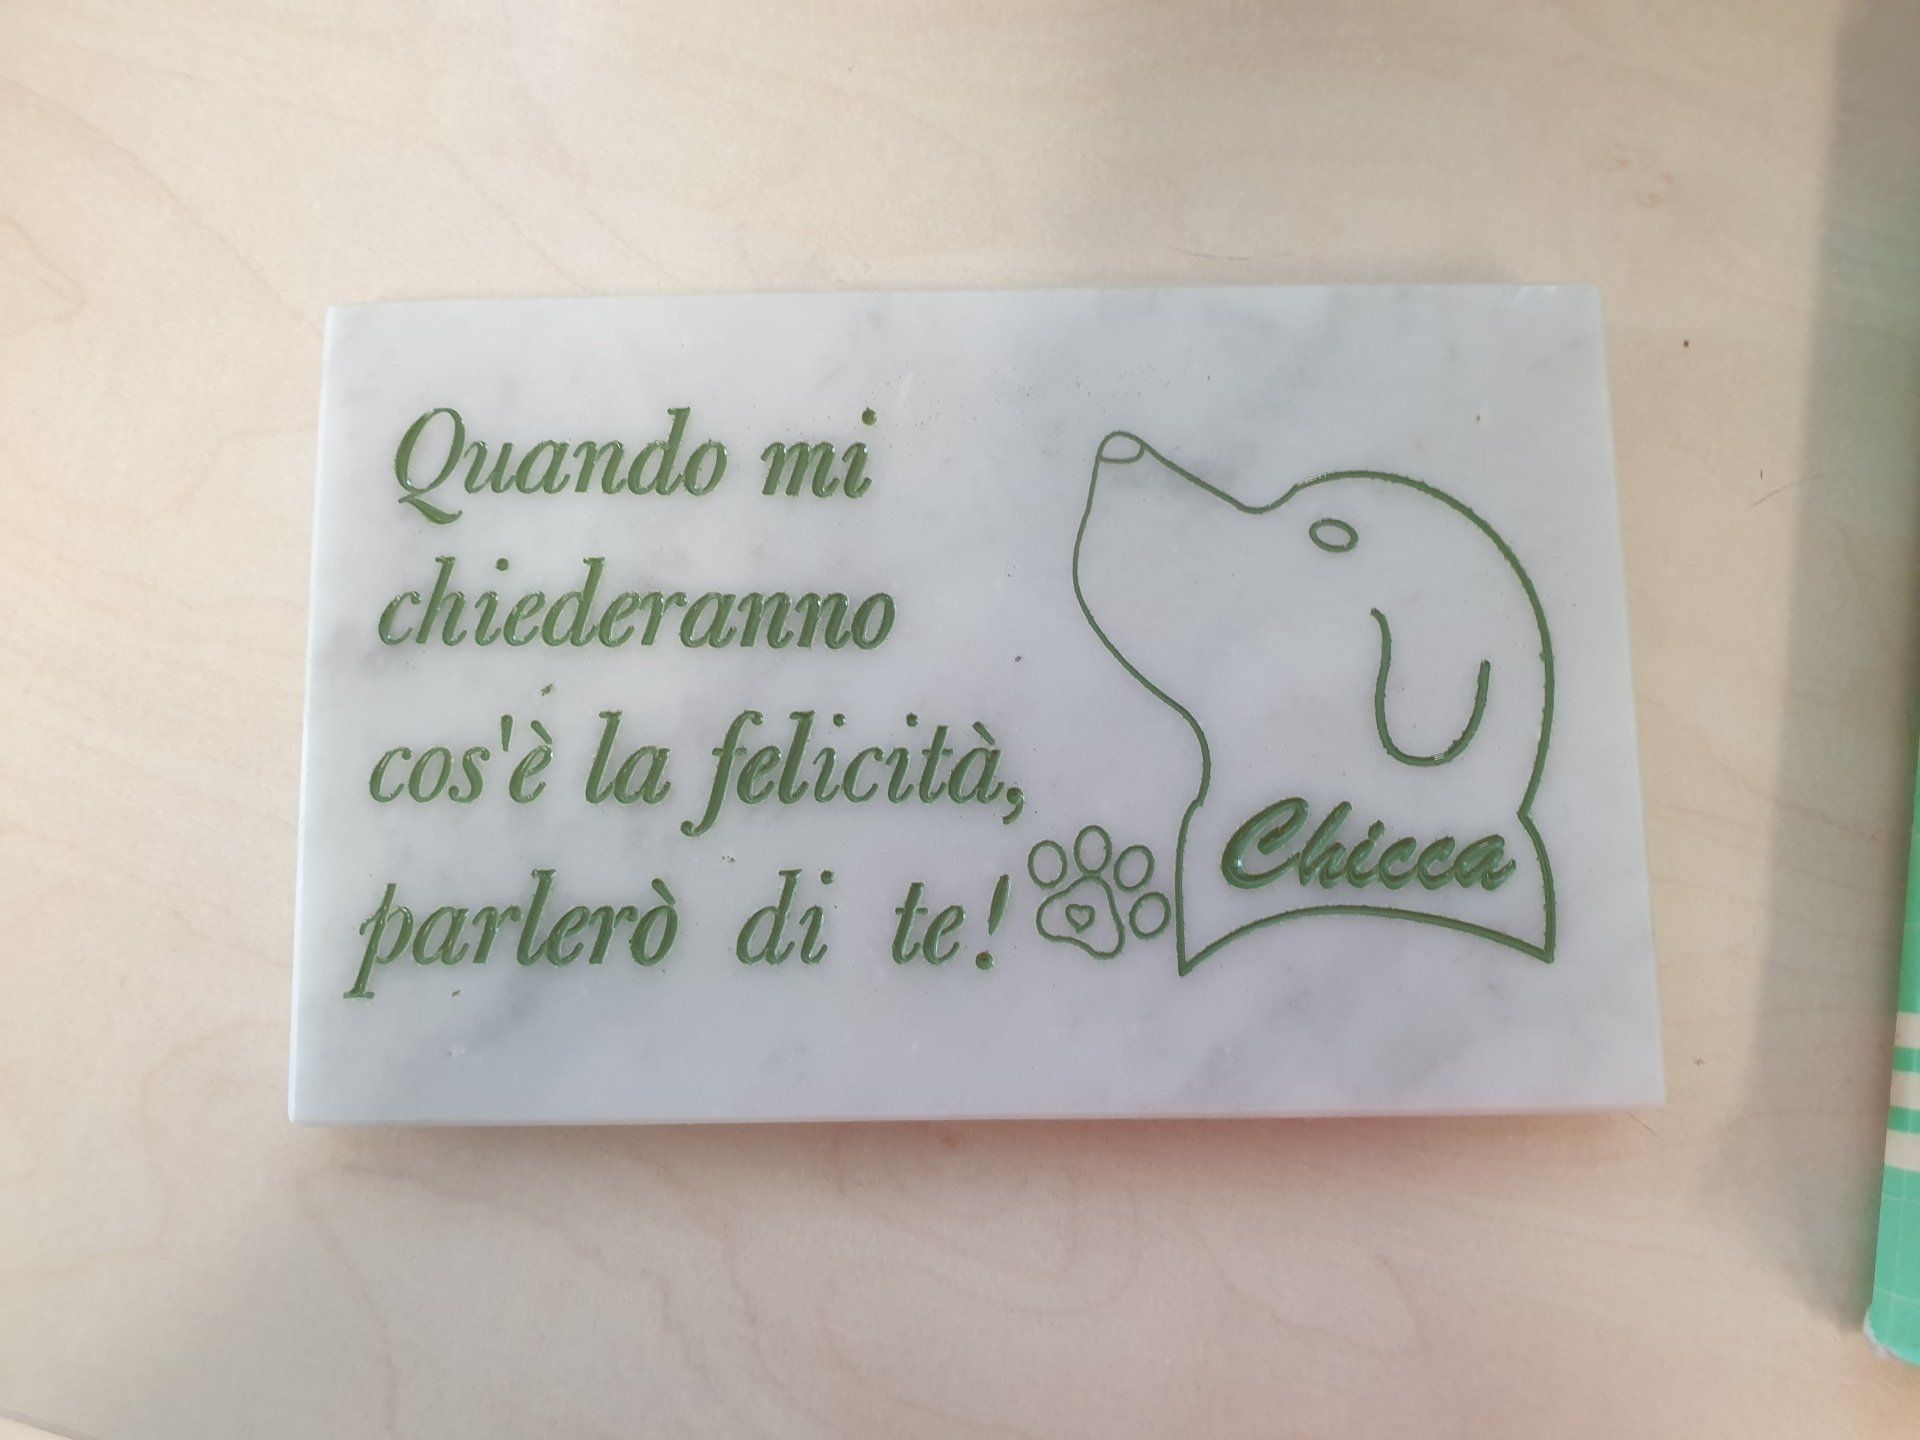 Quando mi
chiederanno
cos'è la felicità,
parlerò di te!
Chicca